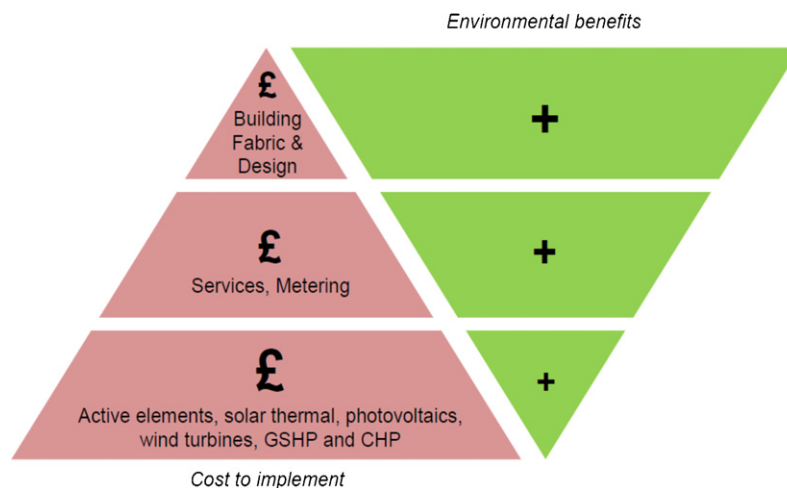 Environmental benefits
£
Building
Fabric &
Design
+
£
Services, Metering
+
£
Active elements, solar thermal, photovoltaics,
wind turbines, GSHP and CHP
+
Cost to implement